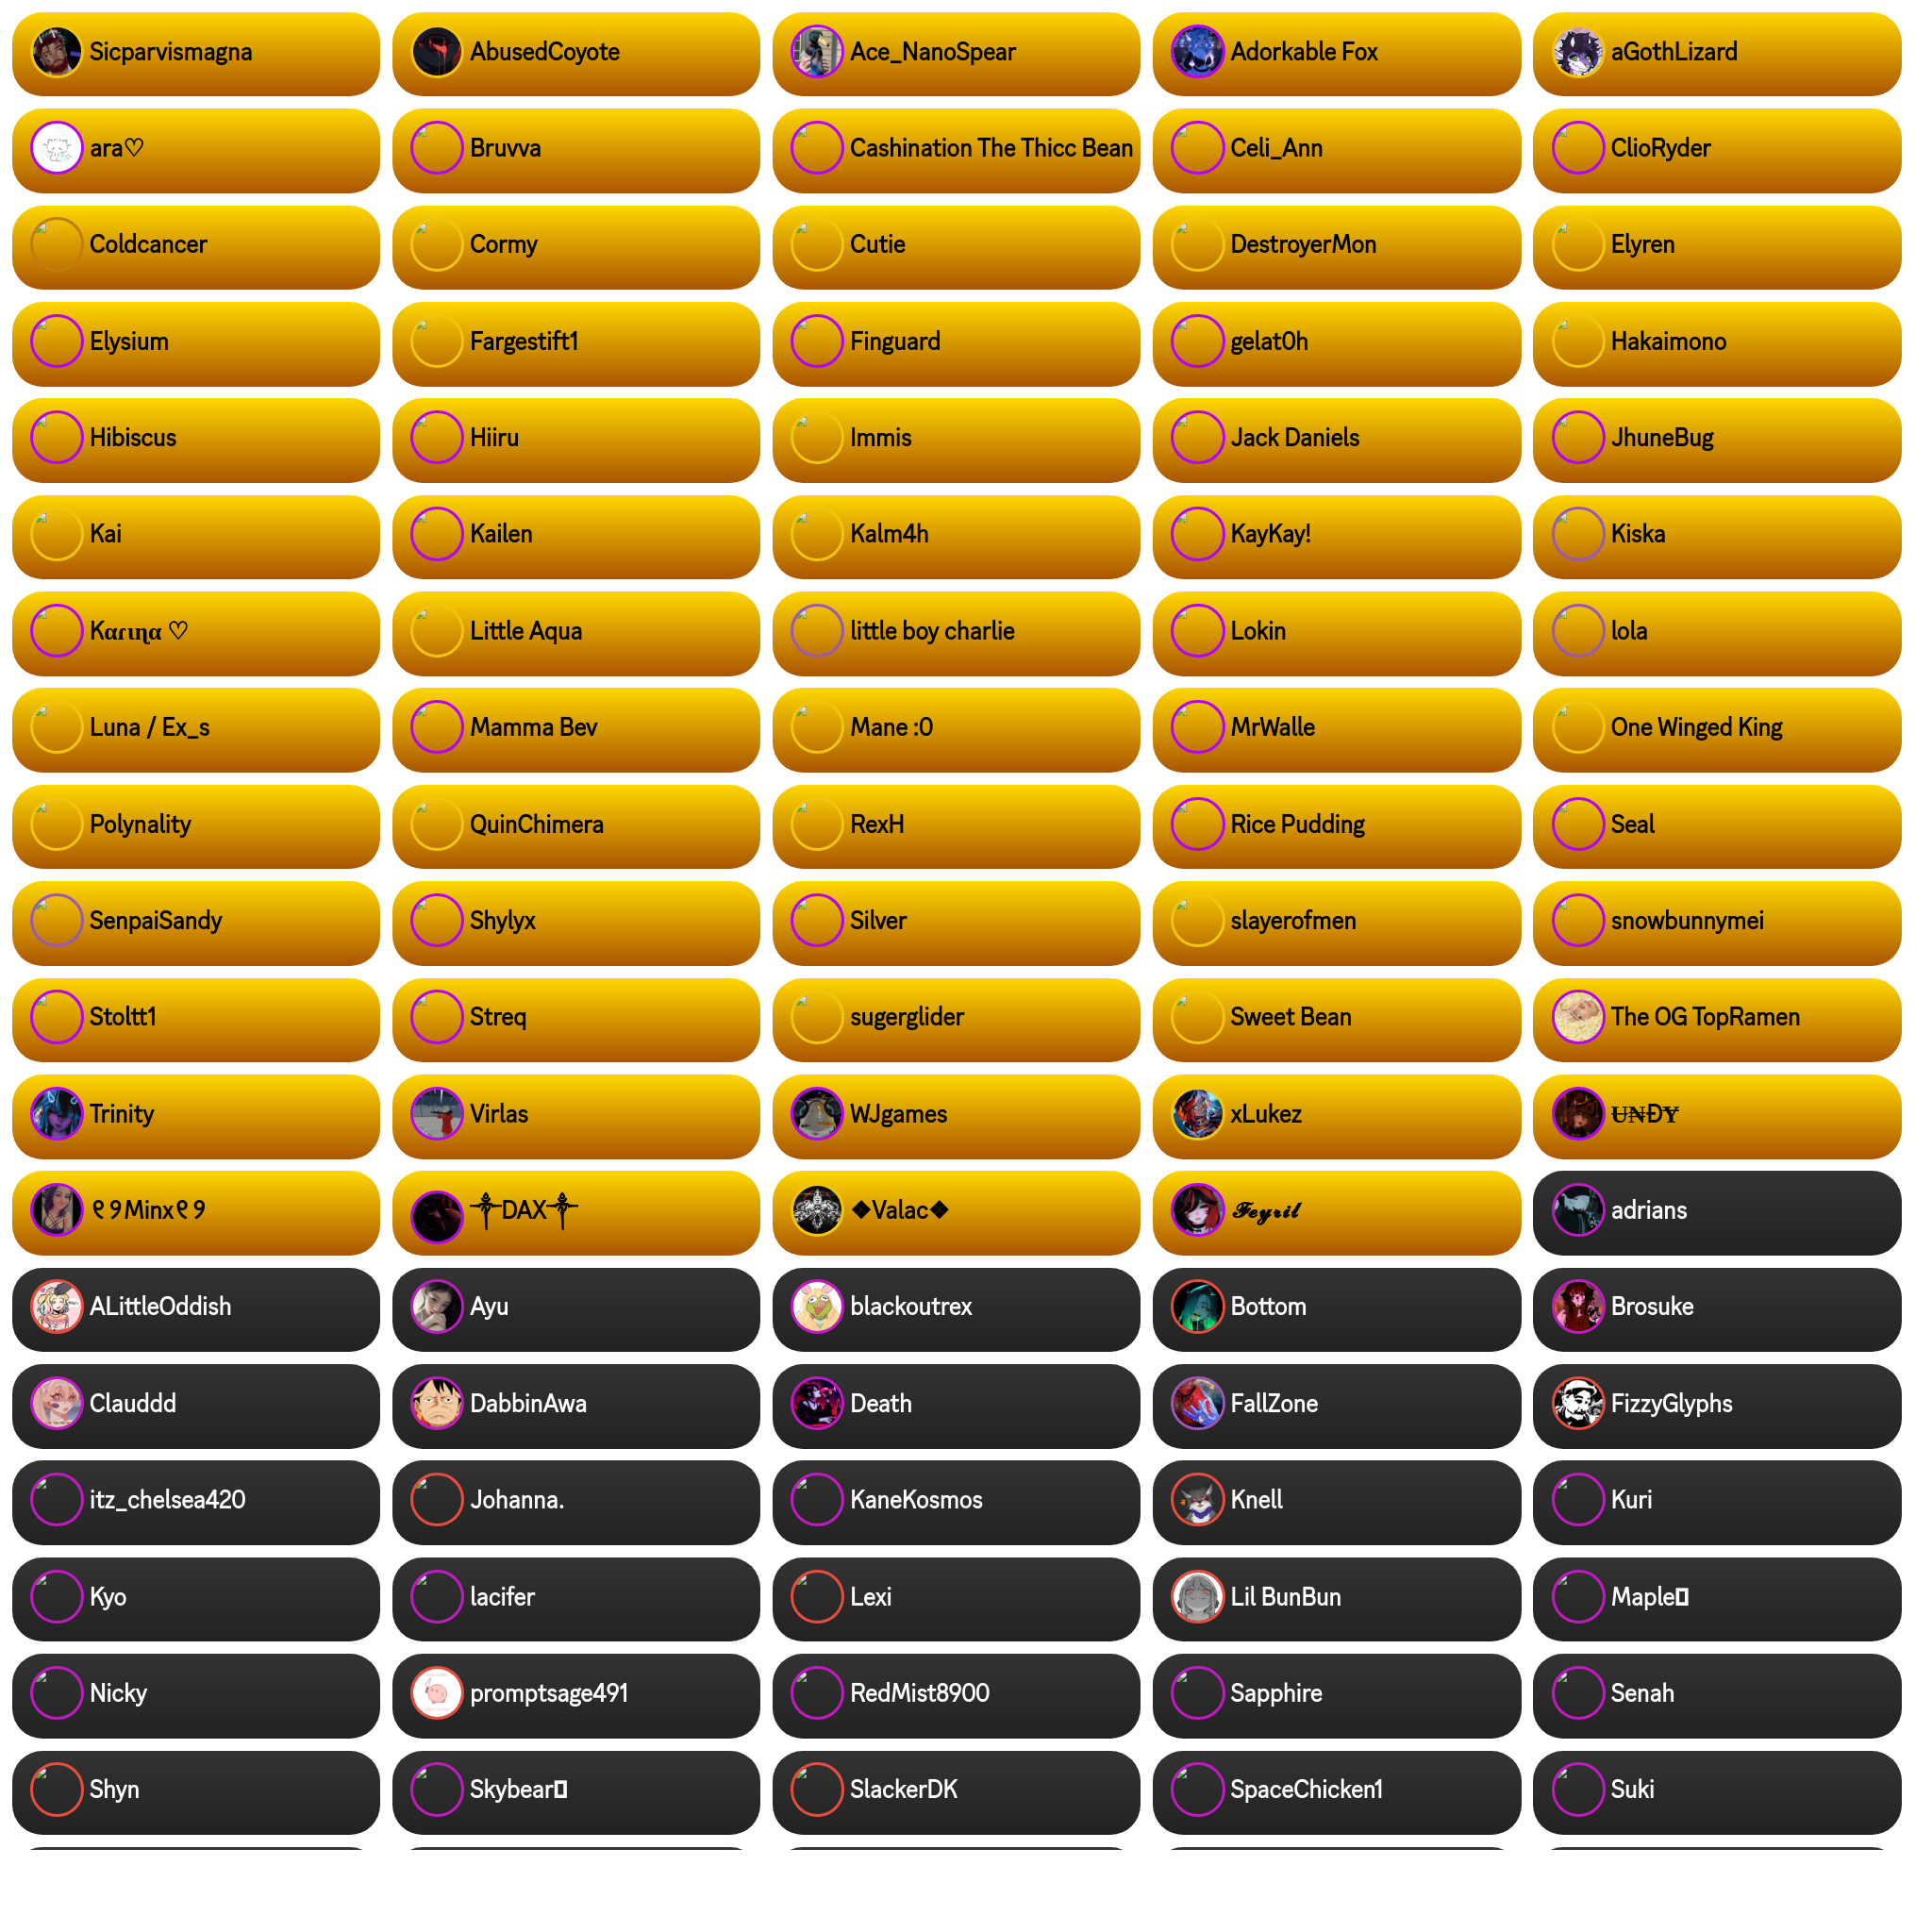 Sicparvismagna AbusedCoyote Ace_NanoSpear Adorkable Fox aGothLizard
ara♡ Bruvva Cashination The Thicc Bean Celi_Ann ClioRyder
Coldcancer Cormy Cutie DestroyerMon Elyren
Elysium Fargestift1 Finguard gelat0h Hakaimono
Hibiscus Hiiru Immis Jack Daniels JhuneBug
Kai Kailen Kalm4h KayKay! Kiska
Kαɾιɳα ♡ Little Aqua little boy charlie Lokin lola
Luna / Ex_s Mamma Bev Mane :0 MrWalle One Winged King
Polynality QuinChimera RexH Rice Pudding Seal
SenpaiSandy Shylyx Silver slayerofmen snowbunnymei
Stoltt1 Streq sugerglider Sweet Bean The OG TopRamen
Trinity Virlas WJgames xLukez U̶N̶ĐY̶
୧୨Minx୧୨ ⸸DAX⸸ ❖Valac❖ 𝓕𝓮𝔂𝓻𝓲𝓵 adrians
ALittleOddish Ayu blackoutrex Bottom Brosuke
Clauddd DabbinAwa Death FallZone FizzyGlyphs
itz_chelsea420 Johanna. KaneKosmos Knell Kuri
Kyo lacifer Lexi Lil BunBun Maple
Nicky promptsage491 RedMist8900 Sapphire Senah
Shyn Skybear SlackerDK SpaceChicken1 Suki